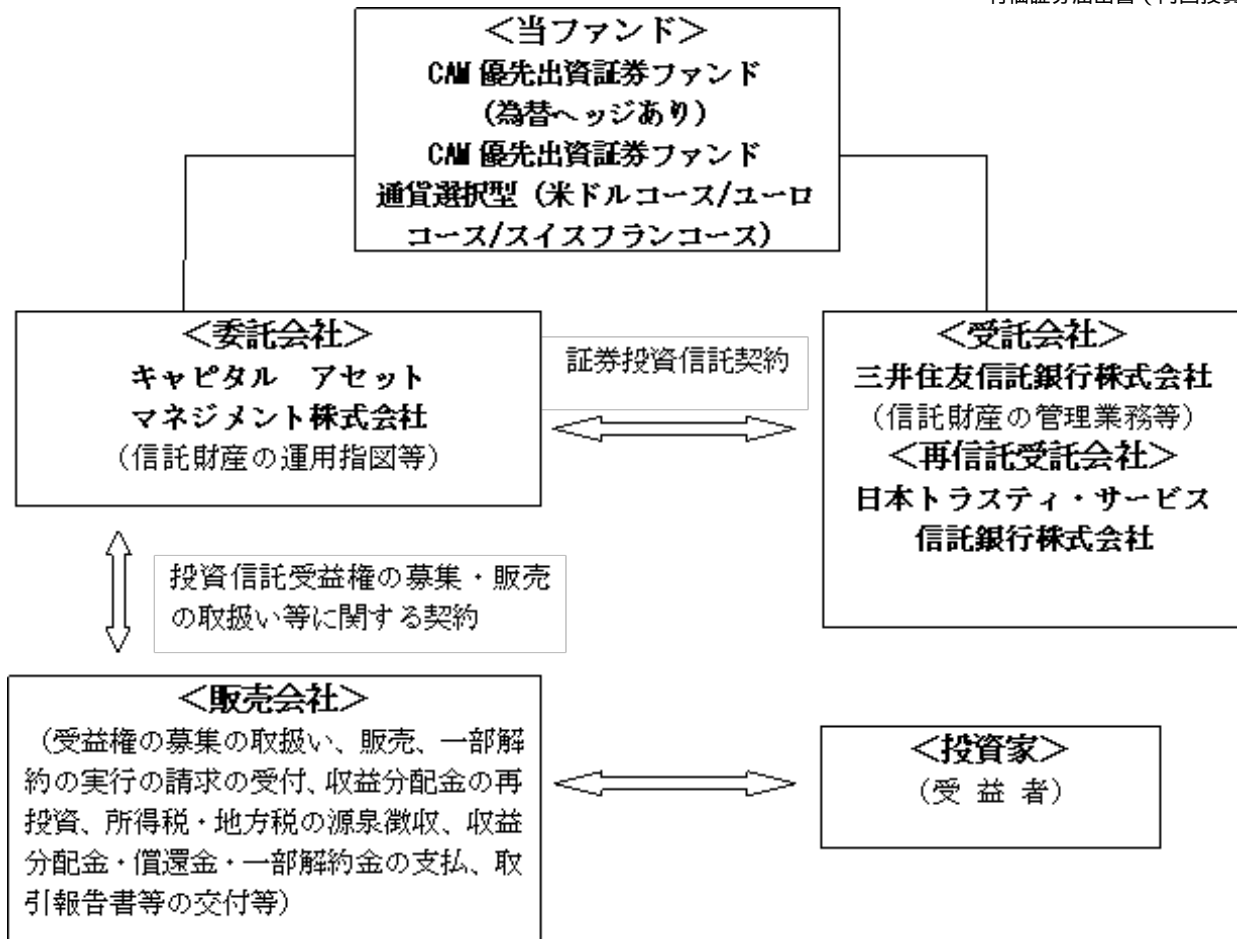 ＜当ファンド＞
CAM 優先出資証券ファンド
（為替ヘッジあり）
CAM 優先出資証券ファンド
通貨選択型（米ドルコース/ユーロ
コース/スイスフランコース）
＜委託会社＞
キャピタル　アセット
マネジメント株式会社
（信託財産の運用指図等）
証券投資信託契約
＜受託会社＞
三井住友信託銀行株式会社
（信託財産の管理業務等）
＜再信託受託会社＞
日本トラスティ・サービス
信託銀行株式会社
投資信託受益権の募集・販売
の取扱い等に関する契約
＜販売会社＞
（受益権の募集の取扱い、販売、一部解
約の実行の請求の受付、収益分配金の再
投資、所得税・地方税の源泉徴収、収益
分配金・償還金・一部解約金の支払、取
引報告書等の交付等）
＜投資家＞
（受 益 者）